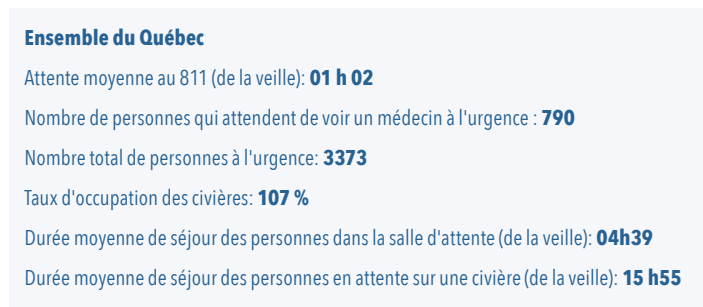 Ensemble du Québec
Attente moyenne au 811 (de la veille): 01 h 02
Nombre de personnes qui attendent de voir un médecin à l'urgence : 790
Nombre total de personnes à l'urgence: 3373
Taux d'occupation des civières: 107 %
Durée moyenne de séjour des personnes dans la salle d'attente (de la veille): 04h39
Durée moyenne de séjour des personnes en attente sur une civière (de la veille): 15 h55